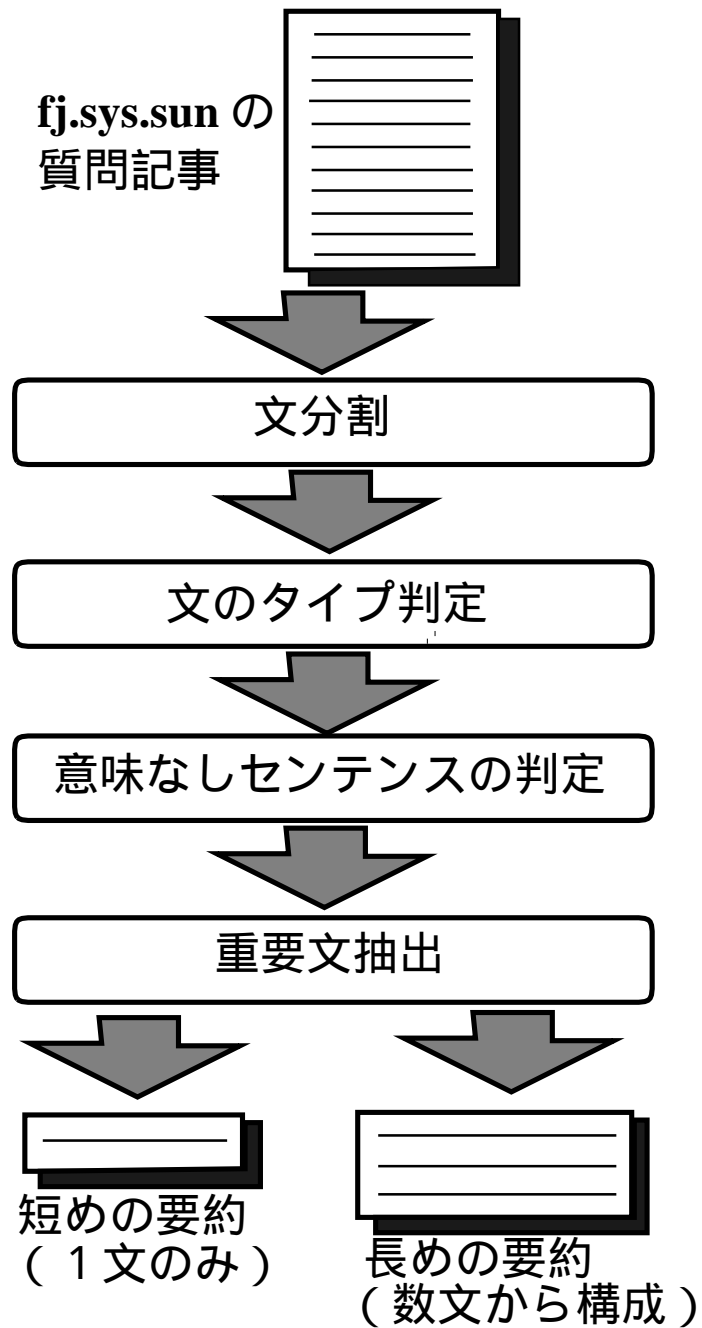 fj.sys.sun の
質問記事
文分割
文のタイプ判定
意味なしセンテンスの判定
重要文抽出
短めの要約
(１文のみ)
長めの要約
(数文から構成)